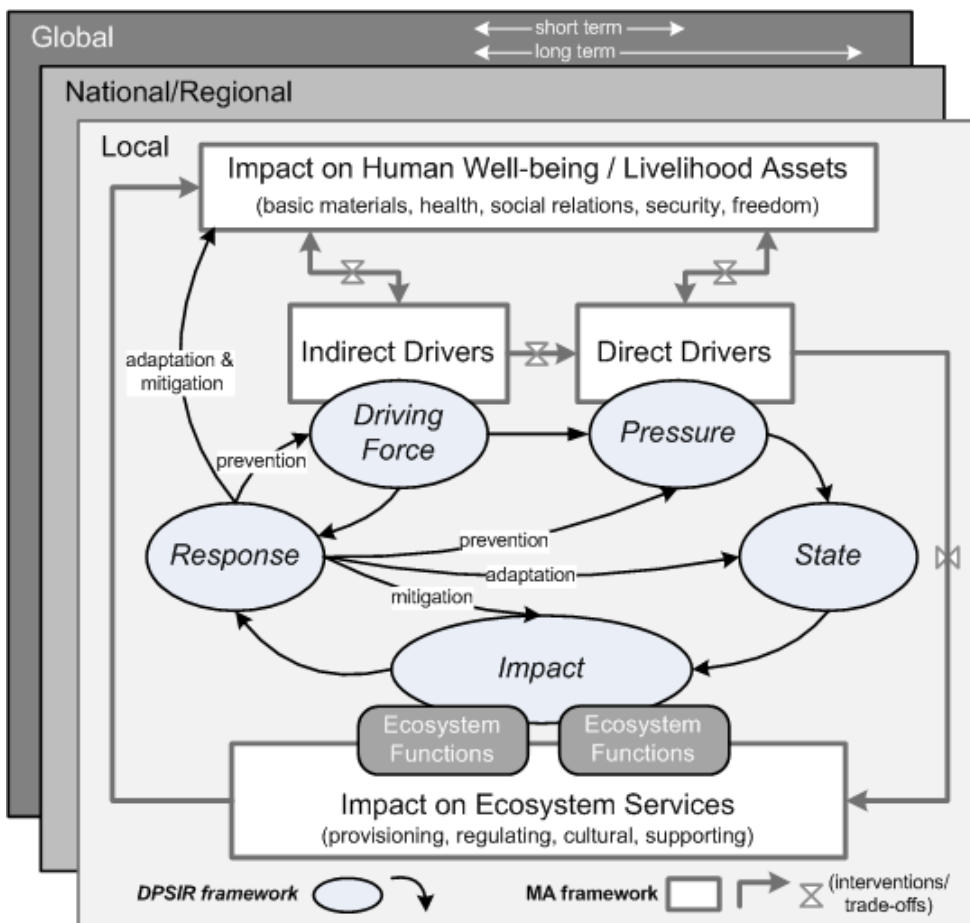 Global
short term
long term
National/Regional
Local
Impact on Human Well-being / Livelihood Assets
(basic materials, health, social relations, security, freedom)
Indirect Drivers
Direct Drivers
adaptation &
mitigation
Driving
Force
Pressure
prevention
Response
prevention
State
adaptation
mitigation
Impact
Ecosystem
Functions
Ecosystem
Functions
Impact on Ecosystem Services
(provisioning, regulating, cultural, supporting)
DPSIR framework
MA framework
(interventions/
trade-offs)